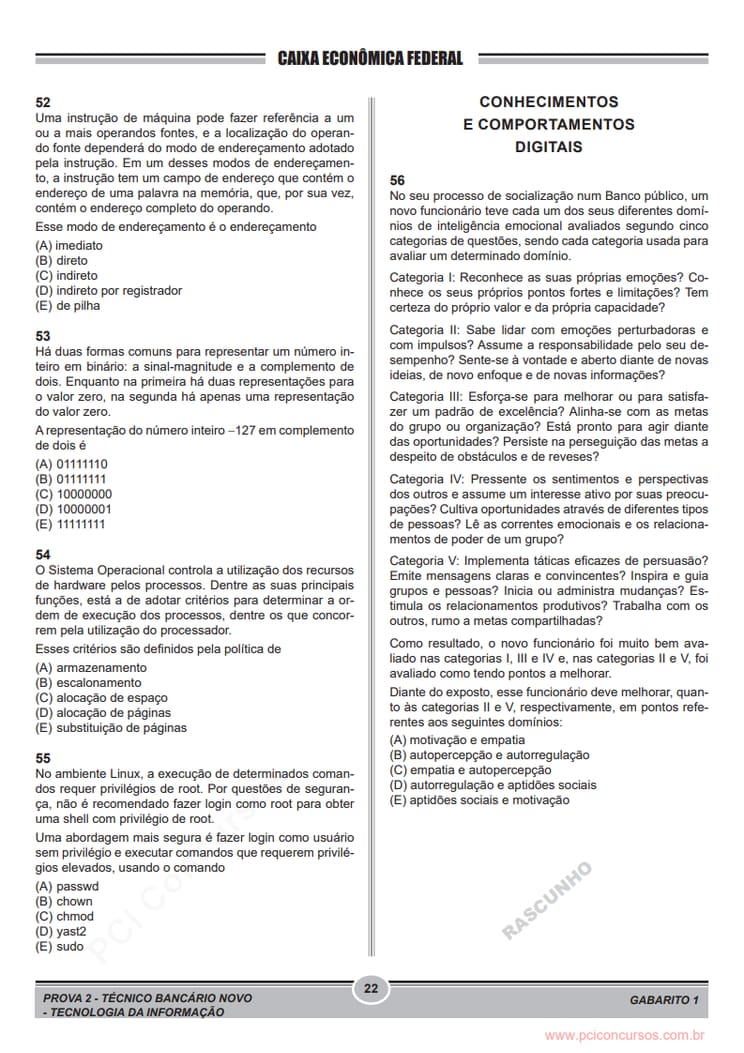 CAIXA ECONÔMICA FEDERAL
52
Uma instrução de máquina pode fazer referência a um
ou a mais operandos fontes, e a localização do operan-
do fonte dependerá do modo de endereçamento adotado
pela instrução. Em um desses modos de endereçamen-
to, a instrução tem um campo de endereço que contém o
endereço de uma palavra na memória, que, por sua vez,
contém o endereço completo do operando.
Esse modo de endereçamento é o endereçamento
(A) imediato
(B) direto
(C) indireto
(D) indireto por registrador
(E) de pilha
53
Há duas formas comuns para representar um número in-
teiro em binário: a sinal-magnitude e a complemento de
dois. Enquanto na primeira há duas representações para
o valor zero, na segunda há apenas uma representação
do valor zero.
A representação do número inteiro −127 em complemento
de dois é
(A) 01111110
(B) 01111111
(C) 10000000
(D) 10000001
(E) 11111111
54
O Sistema Operacional controla a utilização dos recursos
de hardware pelos processos. Dentre as suas principais
funções, está a de adotar critérios para determinar a or-
dem de execução dos processos, dentre os que concor-
rem pela utilização do processador.
Esses critérios são definidos pela política de
(A) armazenamento
(B) escalonamento
(C) alocação de espaço
(D) alocação de páginas
(E) substituição de páginas
55
No ambiente Linux, a execução de determinados coman-
dos requer privilégios de root. Por questões de seguran-
ça, não é recomendado fazer login como root para obter
uma shell com privilégio de root.
Uma abordagem mais segura é fazer login como usuário
sem privilégio e executar comandos que requerem privilé-
gios elevados, usando o comando
(A) passwd
(B) chown
(C) chmod
(D) yast2
(E) sudo
CONHECIMENTOS
E COMPORTAMENTOS
DIGITAIS
56
No seu processo de socialização num Banco público, um
novo funcionário teve cada um dos seus diferentes domí-
nios de inteligência emocional avaliados segundo cinco
categorias de questões, sendo cada categoria usada para
avaliar um determinado domínio.
Categoria I: Reconhece as suas próprias emoções? Co-
nhece os seus próprios pontos fortes e limitações? Tem
certeza do próprio valor e da própria capacidade?
Categoria II: Sabe lidar com emoções perturbadoras e
com impulsos? Assume a responsabilidade pelo seu de-
sempenho? Sente-se à vontade e aberto diante de novas
ideias, de novo enfoque e de novas informações?
Categoria III: Esforça-se para melhorar ou para satisfa-
zer um padrão de excelência? Alinha-se com as metas
do grupo ou organização? Está pronto para agir diante
das oportunidades? Persiste na perseguição das metas a
despeito de obstáculos e de reveses?
Categoria IV: Pressente os sentimentos e perspectivas
dos outros e assume um interesse ativo por suas preocu-
pações? Cultiva oportunidades através de diferentes tipos
de pessoas? Lê as correntes emocionais e os relaciona-
mentos de poder de um grupo?
Categoria V: Implementa táticas eficazes de persuasão?
Emite mensagens claras e convincentes? Inspira e guia
grupos e pessoas? Inicia ou administra mudanças? Es-
timula os relacionamentos produtivos? Trabalha com os
outros, rumo a metas compartilhadas?
Como resultado, o novo funcionário foi muito bem ava-
liado nas categorias I, III e IV e, nas categorias II e V, foi
avaliado como tendo pontos a melhorar.
Diante do exposto, esse funcionário deve melhorar, quan-
to às categorias II e V, respectivamente, em pontos refe-
rentes aos seguintes domínios:
(A) motivação e empatia
(B) autopercepção e autorregulação
(C) empatia e autopercepção
(D) autorregulação e aptidões sociais
(E) aptidões sociais e motivação
RASCUNHO
PROVA 2 - TÉCNICO BANCÁRIO NOVO
- TECNOLOGIA DA INFORMAÇÃO
22
GABARITO 1
www.pciconcursos.com.br